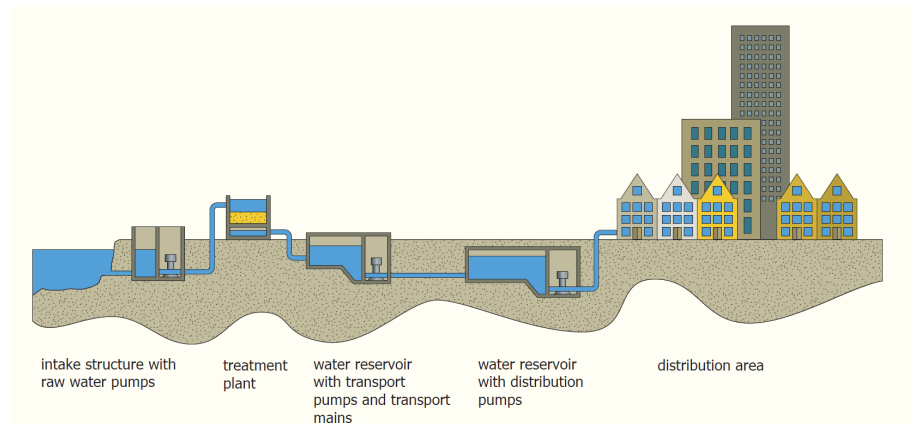 intake structure with
raw water pumps
treatment
plant
water reservoir
with transport
pumps and transport
mains
water reservoir
with distribution
pumps
distribution area